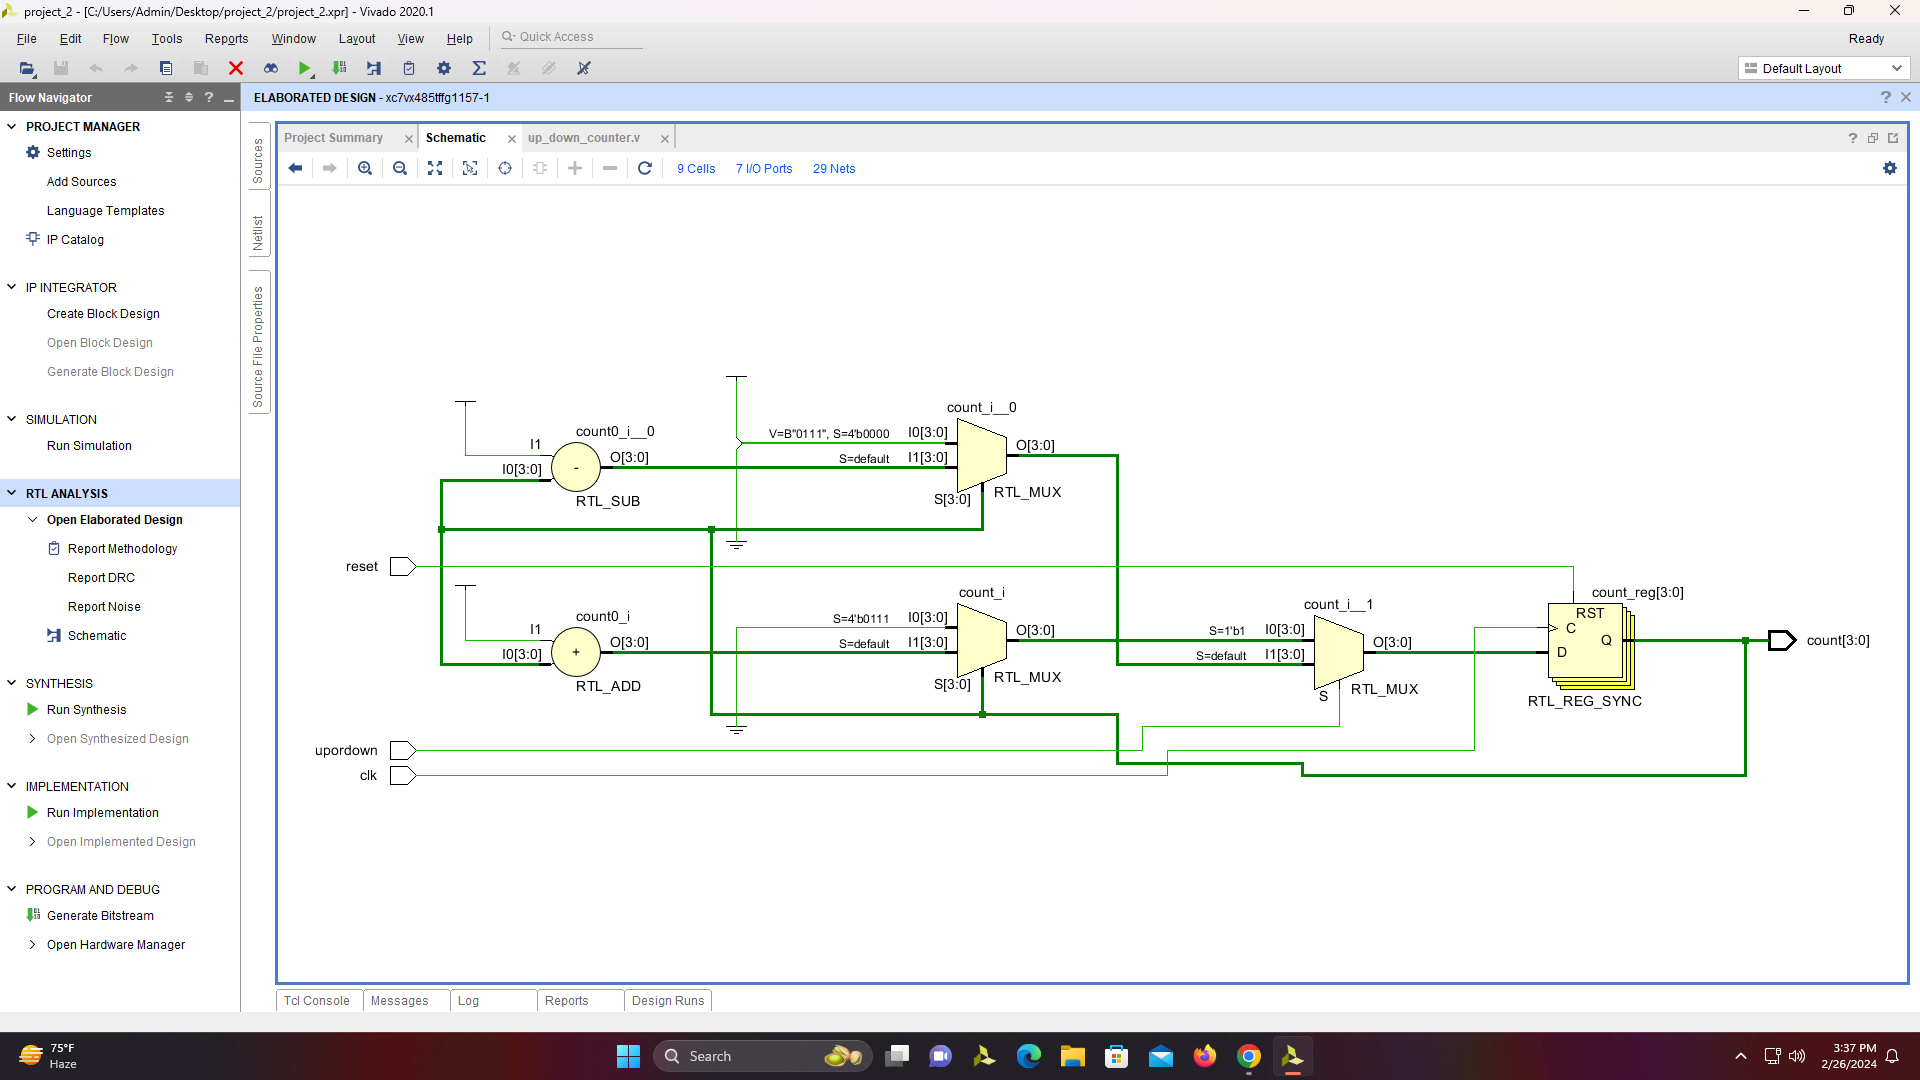 project_2 - [C:/Users/Admin/Desktop/project_2/project_2.xpr] - Vivado 2020.1
File Edit Flow Tools Reports Window Layout View Help Quick Access Ready
Default Layout
Flow Navigator ?
ELABORATED DESIGN - xc7vx485tffg1157-1 ?
PROJECT MANAGER
Settings
Add Sources
Language Templates
IP Catalog
IP INTEGRATOR
Create Block Design
Open Block Design
Generate Block Design
SIMULATION
Run Simulation
RTL ANALYSIS
Open Elaborated Design
Report Methodology
Report DRC
Report Noise
Schematic
SYNTHESIS
Run Synthesis
Open Synthesized Design
IMPLEMENTATION
Run Implementation
Open Implemented Design
PROGRAM AND DEBUG
Generate Bitstream
Open Hardware Manager
Sources
Netlist
Source File Properties
Project Summary Schematic up_down_counter.v ?
9 Cells 7 I/O Ports 29 Nets
count0_i__0
I1
I0[3:0]
-
O[3:0]
RTL_SUB
V=B"0111", S=4'b0000
S=default
count_i__0
I0[3:0]
I1[3:0]
S[3:0]
O[3:0]
RTL_MUX
reset
count0_i
I1
I0[3:0]
+
O[3:0]
RTL_ADD
S=4'b0111
S=default
count_i
I0[3:0]
I1[3:0]
S[3:0]
O[3:0]
RTL_MUX
S=1'b1
S=default
count_i__1
I0[3:0]
I1[3:0]
S
O[3:0]
RTL_MUX
count_reg[3:0]
RST
C
Q
D
RTL_REG_SYNC
count[3:0]
upordown
clk
Tcl Console Messages Log Reports Design Runs
75°F
Haze
Search
3:37 PM
2/26/2024